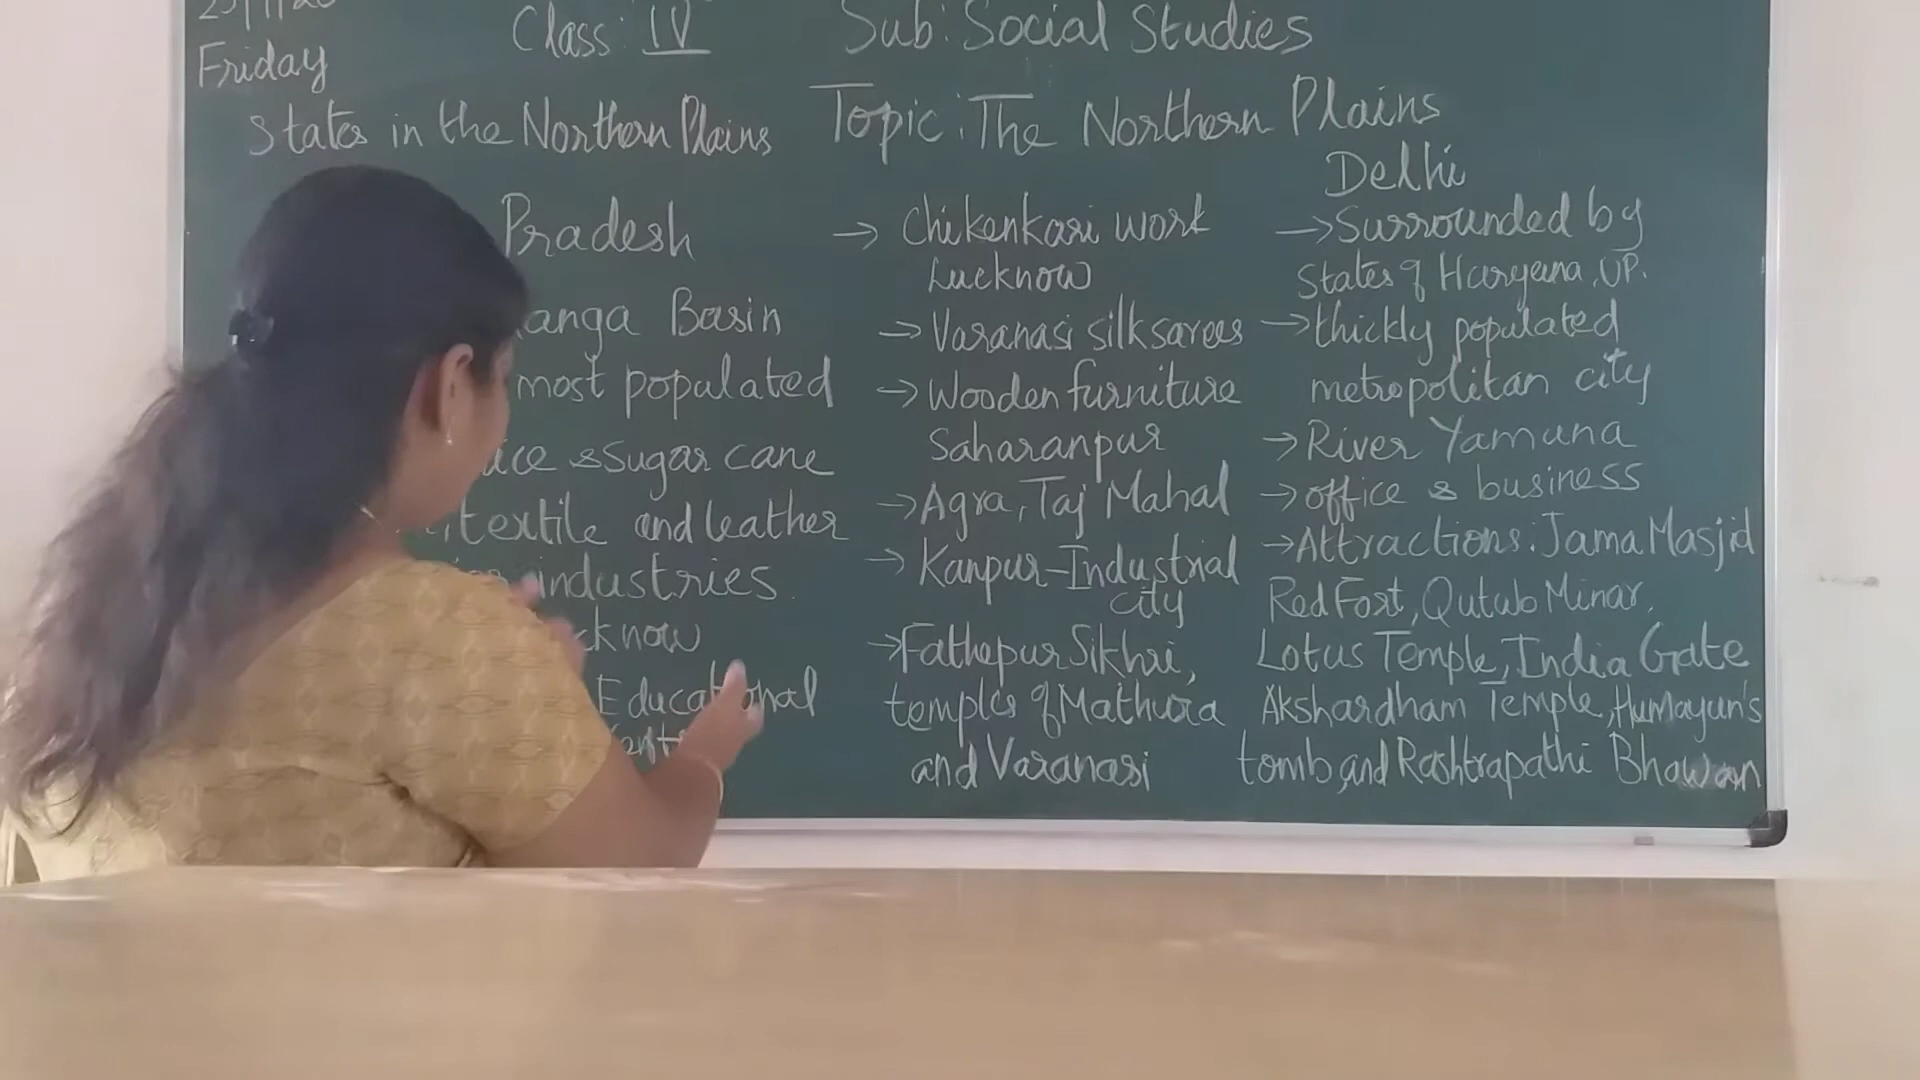 Friday
Class: IV
Sub: Social Studies
States in the Northern Plains
Topic: The Northern Plains
Pradesh
Basin
most populated
& Sugar cane
textile and leather
industries
Educational
→ Chikenkari work
Lucknow
→ Varanasi silk sarees
→ Wooden furniture
Saharanpur
→ Agra, Taj Mahal
→ Kanpur-Industrial
city
→ Fathepur Sikhri,
temples of Mathura
and Varanasi
Delhi
→ Surrounded by
States of Haryana, UP.
→ thickly populated
metropolitan city
→ River Yamuna
→ office & business
→ Attractions: Jama Masjid
Red Fort, Qutab Minar,
Lotus Temple, India Gate
Akshardham Temple, Humayun's
tomb, and Rashtrapathi Bhawan